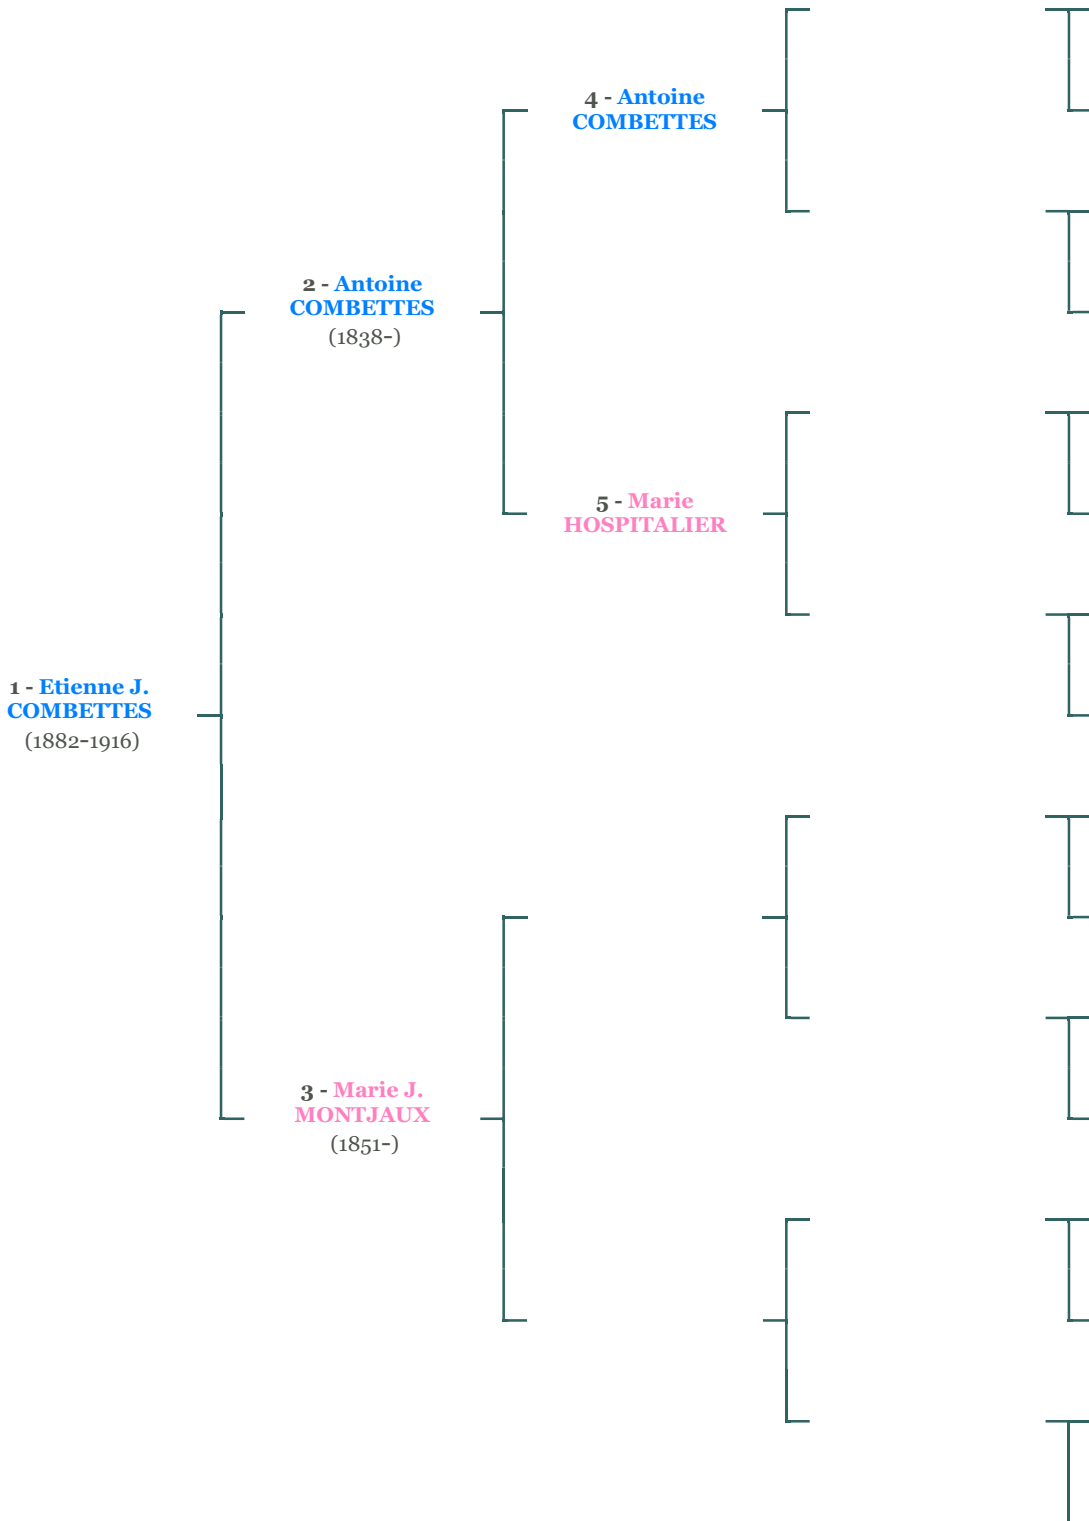 4 - Antoine
COMBETTES
2 - Antoine
COMBETTES
(1838-)
5 - Marie
HOSPITALIER
1 - Etienne J.
COMBETTES
(1882-1916)
3 - Marie J.
MONTJAUX
(1851-)